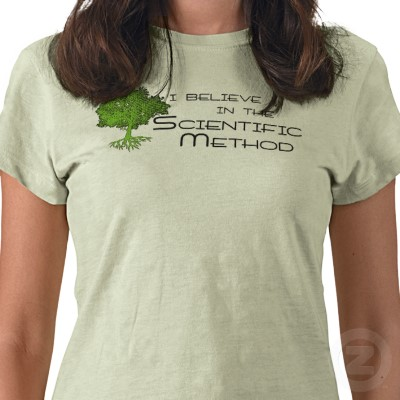 I BELIEVE
IN THE
SCIENTIFIC
METHOD
Z